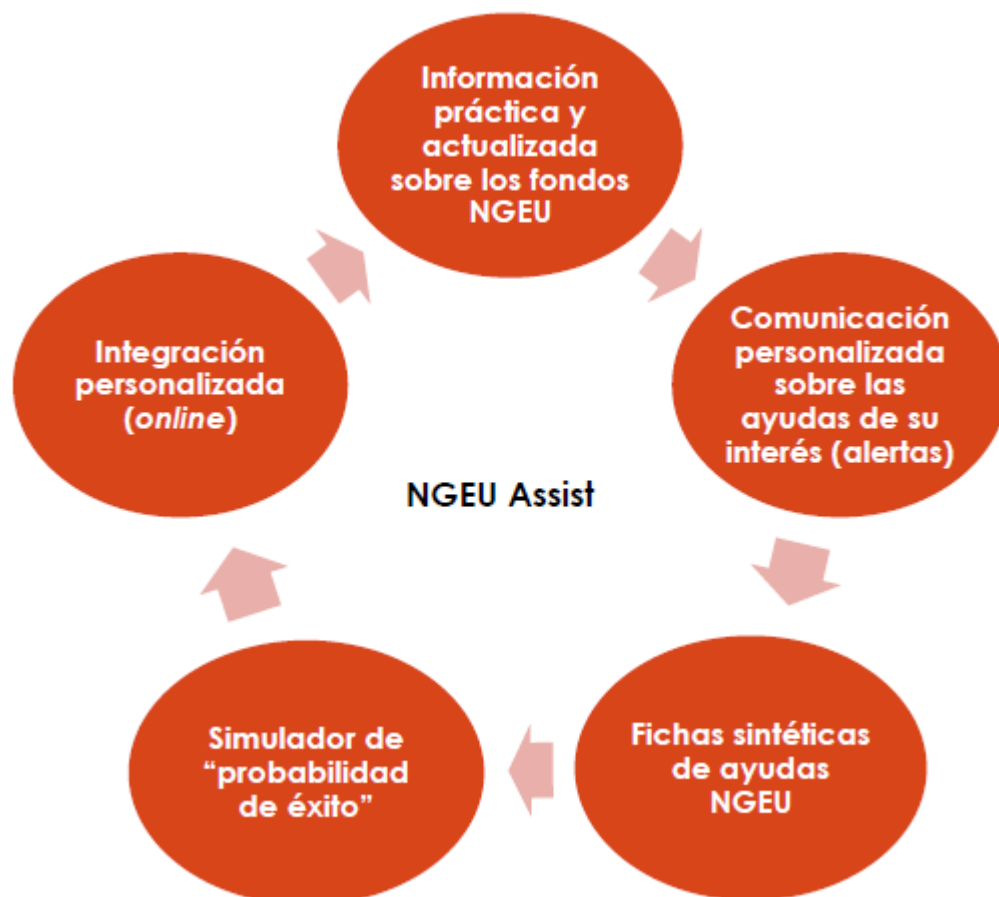 Información
práctica y
actualizada
sobre los fondos
NGEU
Comunicación
personalizada
sobre las
ayudas de su
interés (alertas)
Fichas sintéticas
de ayudas
NGEU
Simulador de
“probabilidad
de éxito”
Integración
personalizada
(online)
NGEU Assist